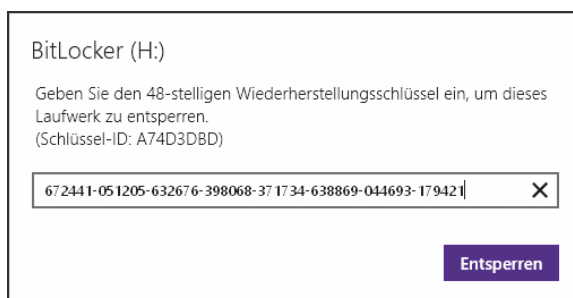 BitLocker (H:)
Geben Sie den 48-stelligen Wiederherstellungsschlüssel ein, um dieses
Laufwerk zu entsperren.
(Schlüssel-ID: A74D3DBD)
672441-051205-632676-398068-371734-638869-044693-179421
Entsperren